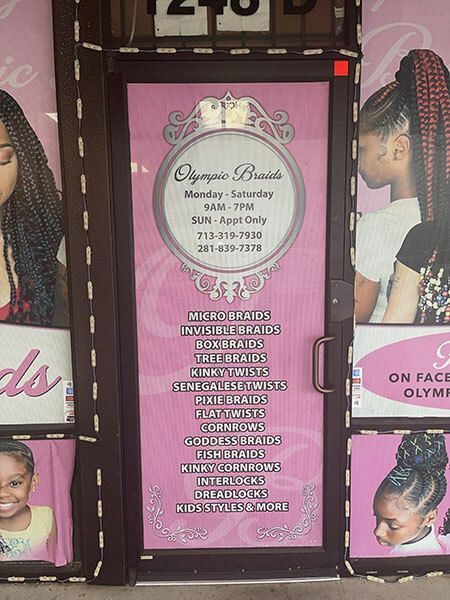 1248 D
HOURS
Olympic Braids
Monday - Saturday
9AM - 7PM
SUN - Appt Only
713-319-7930
281-839-7378
MICRO BRAIDS
INVISIBLE BRAIDS
BOX BRAIDS
TREE BRAIDS
KINKY TWISTS
SENEGALESE TWISTS
PIXIE BRAIDS
FLAT TWISTS
CORNROWS
GODDESS BRAIDS
FISH BRAIDS
KINKY CORNROWS
INTERLOCKS
DREADLOCKS
KIDS STYLES & MORE
ds
ON FACE
OLYMP